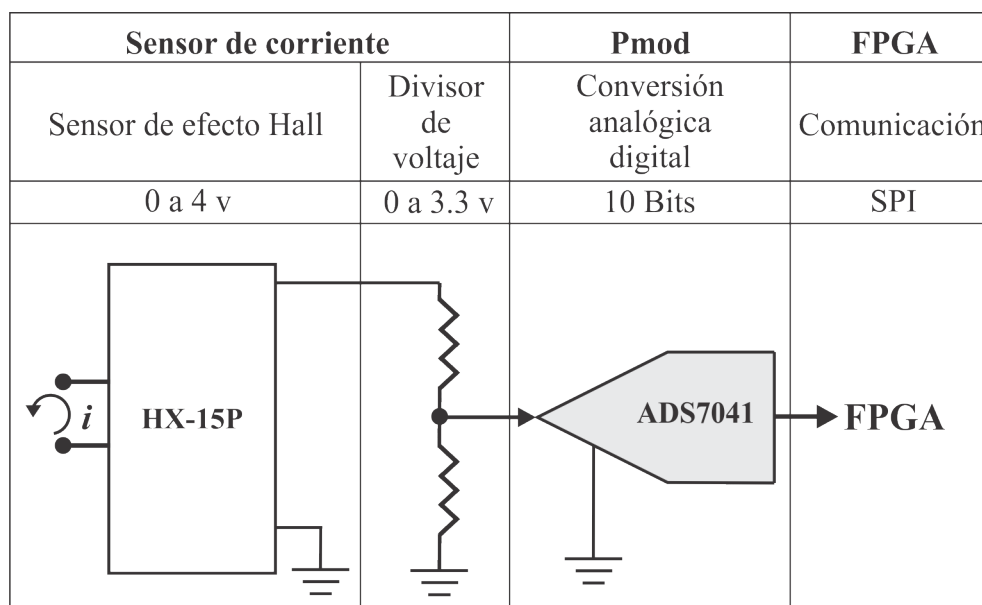 Sensor de corriente
Pmod
FPGA
Sensor de efecto Hall
Divisor
de
voltaje
Conversión
analógica
digital
Comunicación
0 a 4 v
0 a 3.3 v
10 Bits
SPI
i
HX-15P
ADS7041
FPGA